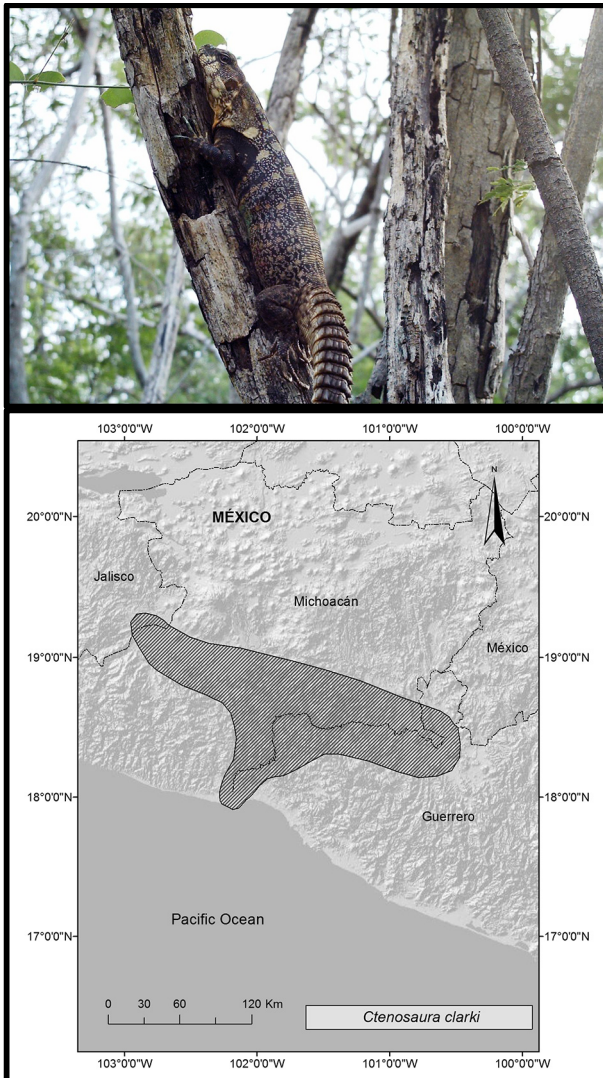 103°0'0"W 102°0'0"W 101°0'0"W 100°0'0"W
N
20°0'0"N MÉXICO 20°0'0"N
Jalisco
Michoacán
México
19°0'0"N 19°0'0"N
18°0'0"N 18°0'0"N
Guerrero
Pacific Ocean
17°0'0"N 17°0'0"N
0 30 60 120 Km
Ctenosaura clarki
103°0'0"W 102°0'0"W 101°0'0"W 100°0'0"W